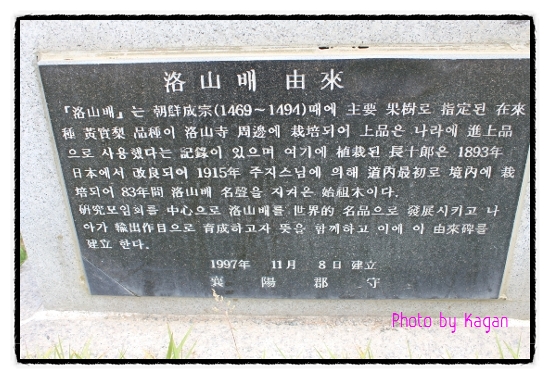 洛山배 由來
『洛山배』는 朝鮮成宗(1469~1494)때에 主要 果樹로 指定된 在來
種 黃實梨 品種이 洛山寺 周邊에 栽培되어 上品은 나라에 進上品
으로 사용했다는 記錄이 있으며 여기에 植栽된 長十郞은 1893年
日本에서 改良되어 1915年 주지스님에 의해 道內最初로 境內에 栽
培되어 83年間 洛山배 名聲을 지켜온 始祖木이다.
硏究모임회를 中心으로 洛山배를 世界的 名品으로 發展시키고 나
아가 輸出作目으로 育成하고자 뜻을 함께하고 이에 이 由來碑를
建立 한다.
1997年 11月 8日 建立
襄陽郡守
Photo by Kagan